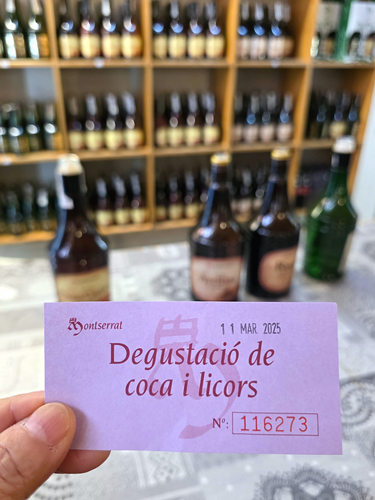 Montserrat
11 MAR 2025
Degustació de
coca i licors
Nº: 116273